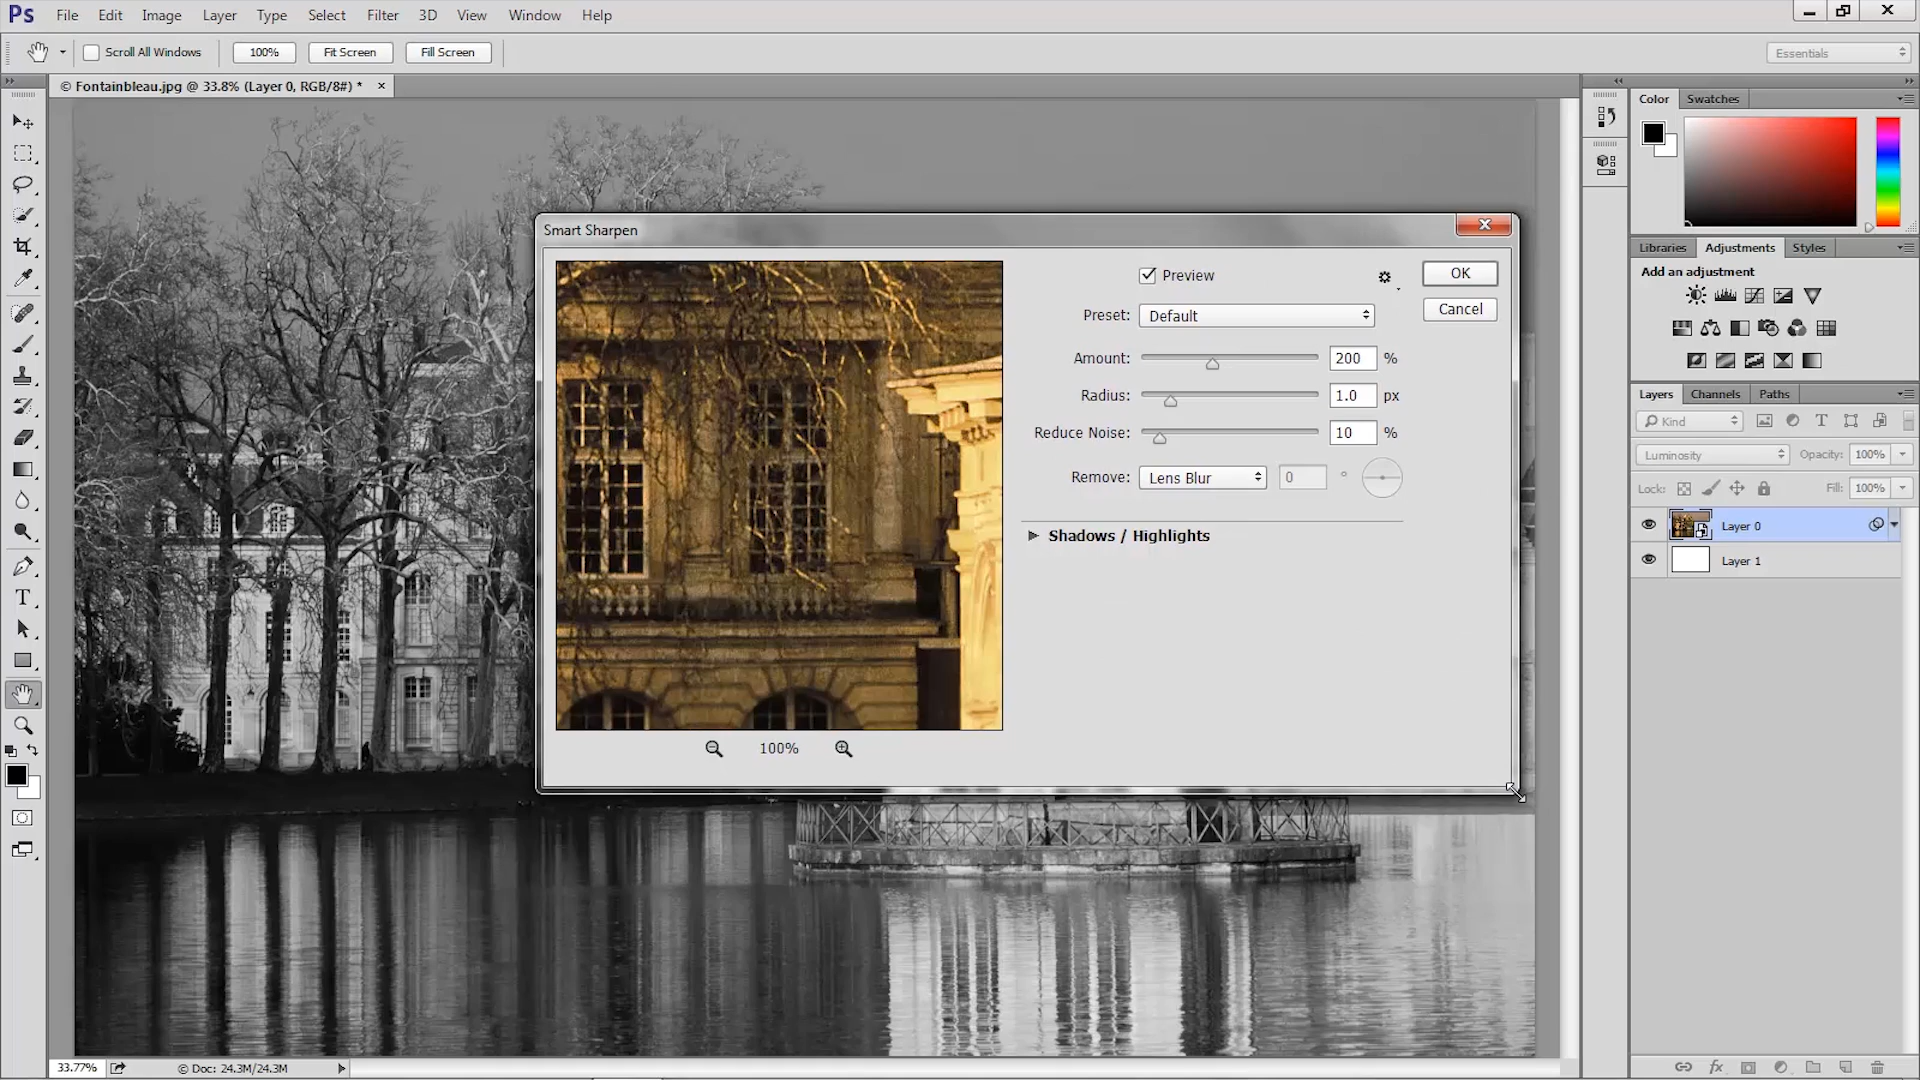 Ps File Edit Image Layer Type Select Filter 3D View Window Help
Scroll All Windows 100% Fit Screen Fill Screen Essentials
© Fontainbleau.jpg @ 33.8% (Layer 0, RGB/8#) * ×
Color Swatches
Smart Sharpen
Preview
OK
Preset: Default
Cancel
Amount: 200 %
Radius: 1.0 px
Reduce Noise: 10 %
Remove: Lens Blur 0 °
Shadows / Highlights
100%
Libraries Adjustments Styles
Add an adjustment
Layers Channels Paths
Kind
Luminosity Opacity: 100%
Lock: Fill: 100%
Layer 0
Layer 1
33.77% © Doc: 24.3M/24.3M
fx